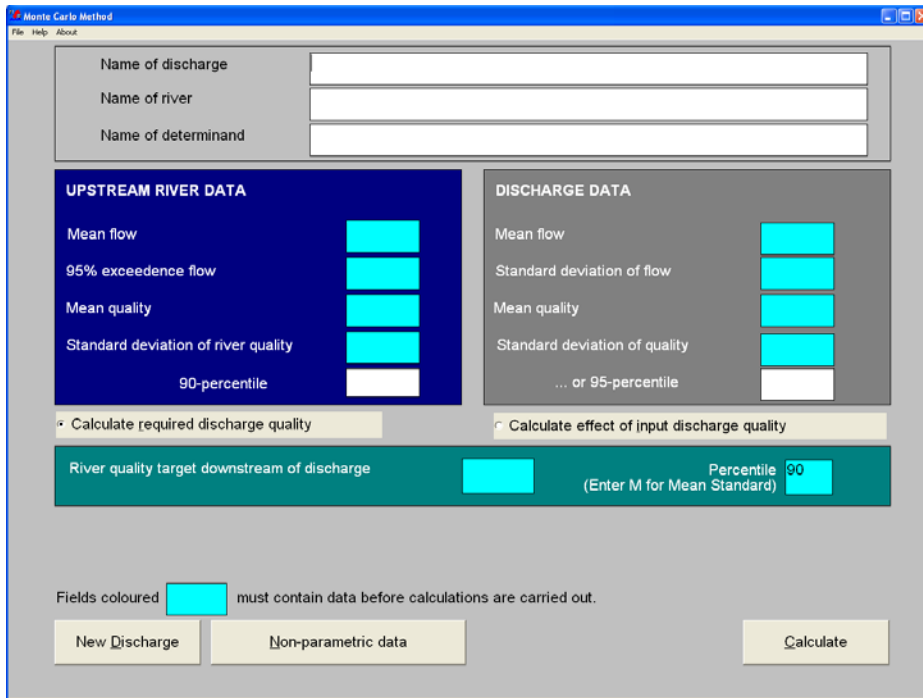 Monte Carlo Method
File Help About
Name of discharge
Name of river
Name of determinand
UPSTREAM RIVER DATA
Mean flow
95% exceedence flow
Mean quality
Standard deviation of river quality
90-percentile
DISCHARGE DATA
Mean flow
Standard deviation of flow
Mean quality
Standard deviation of quality
... or 95-percentile
Calculate required discharge quality
Calculate effect of input discharge quality
River quality target downstream of discharge
Percentile 90
(Enter M for Mean Standard)
Fields coloured must contain data before calculations are carried out.
New Discharge
Non-parametric data
Calculate